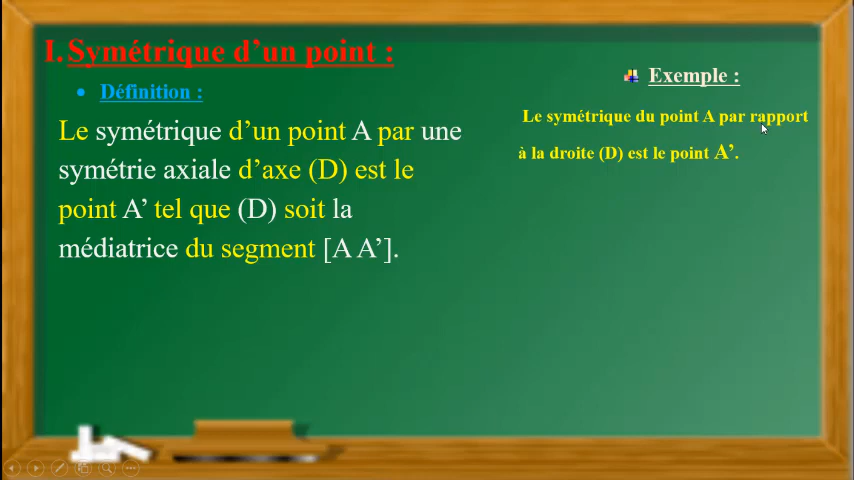 I. Symétrique d’un point :
• Définition :
Le symétrique d’un point A par une
symétrie axiale d’axe (D) est le
point A’ tel que (D) soit la
médiatrice du segment [A A’].
Exemple :
Le symétrique du point A par rapport
à la droite (D) est le point A’.